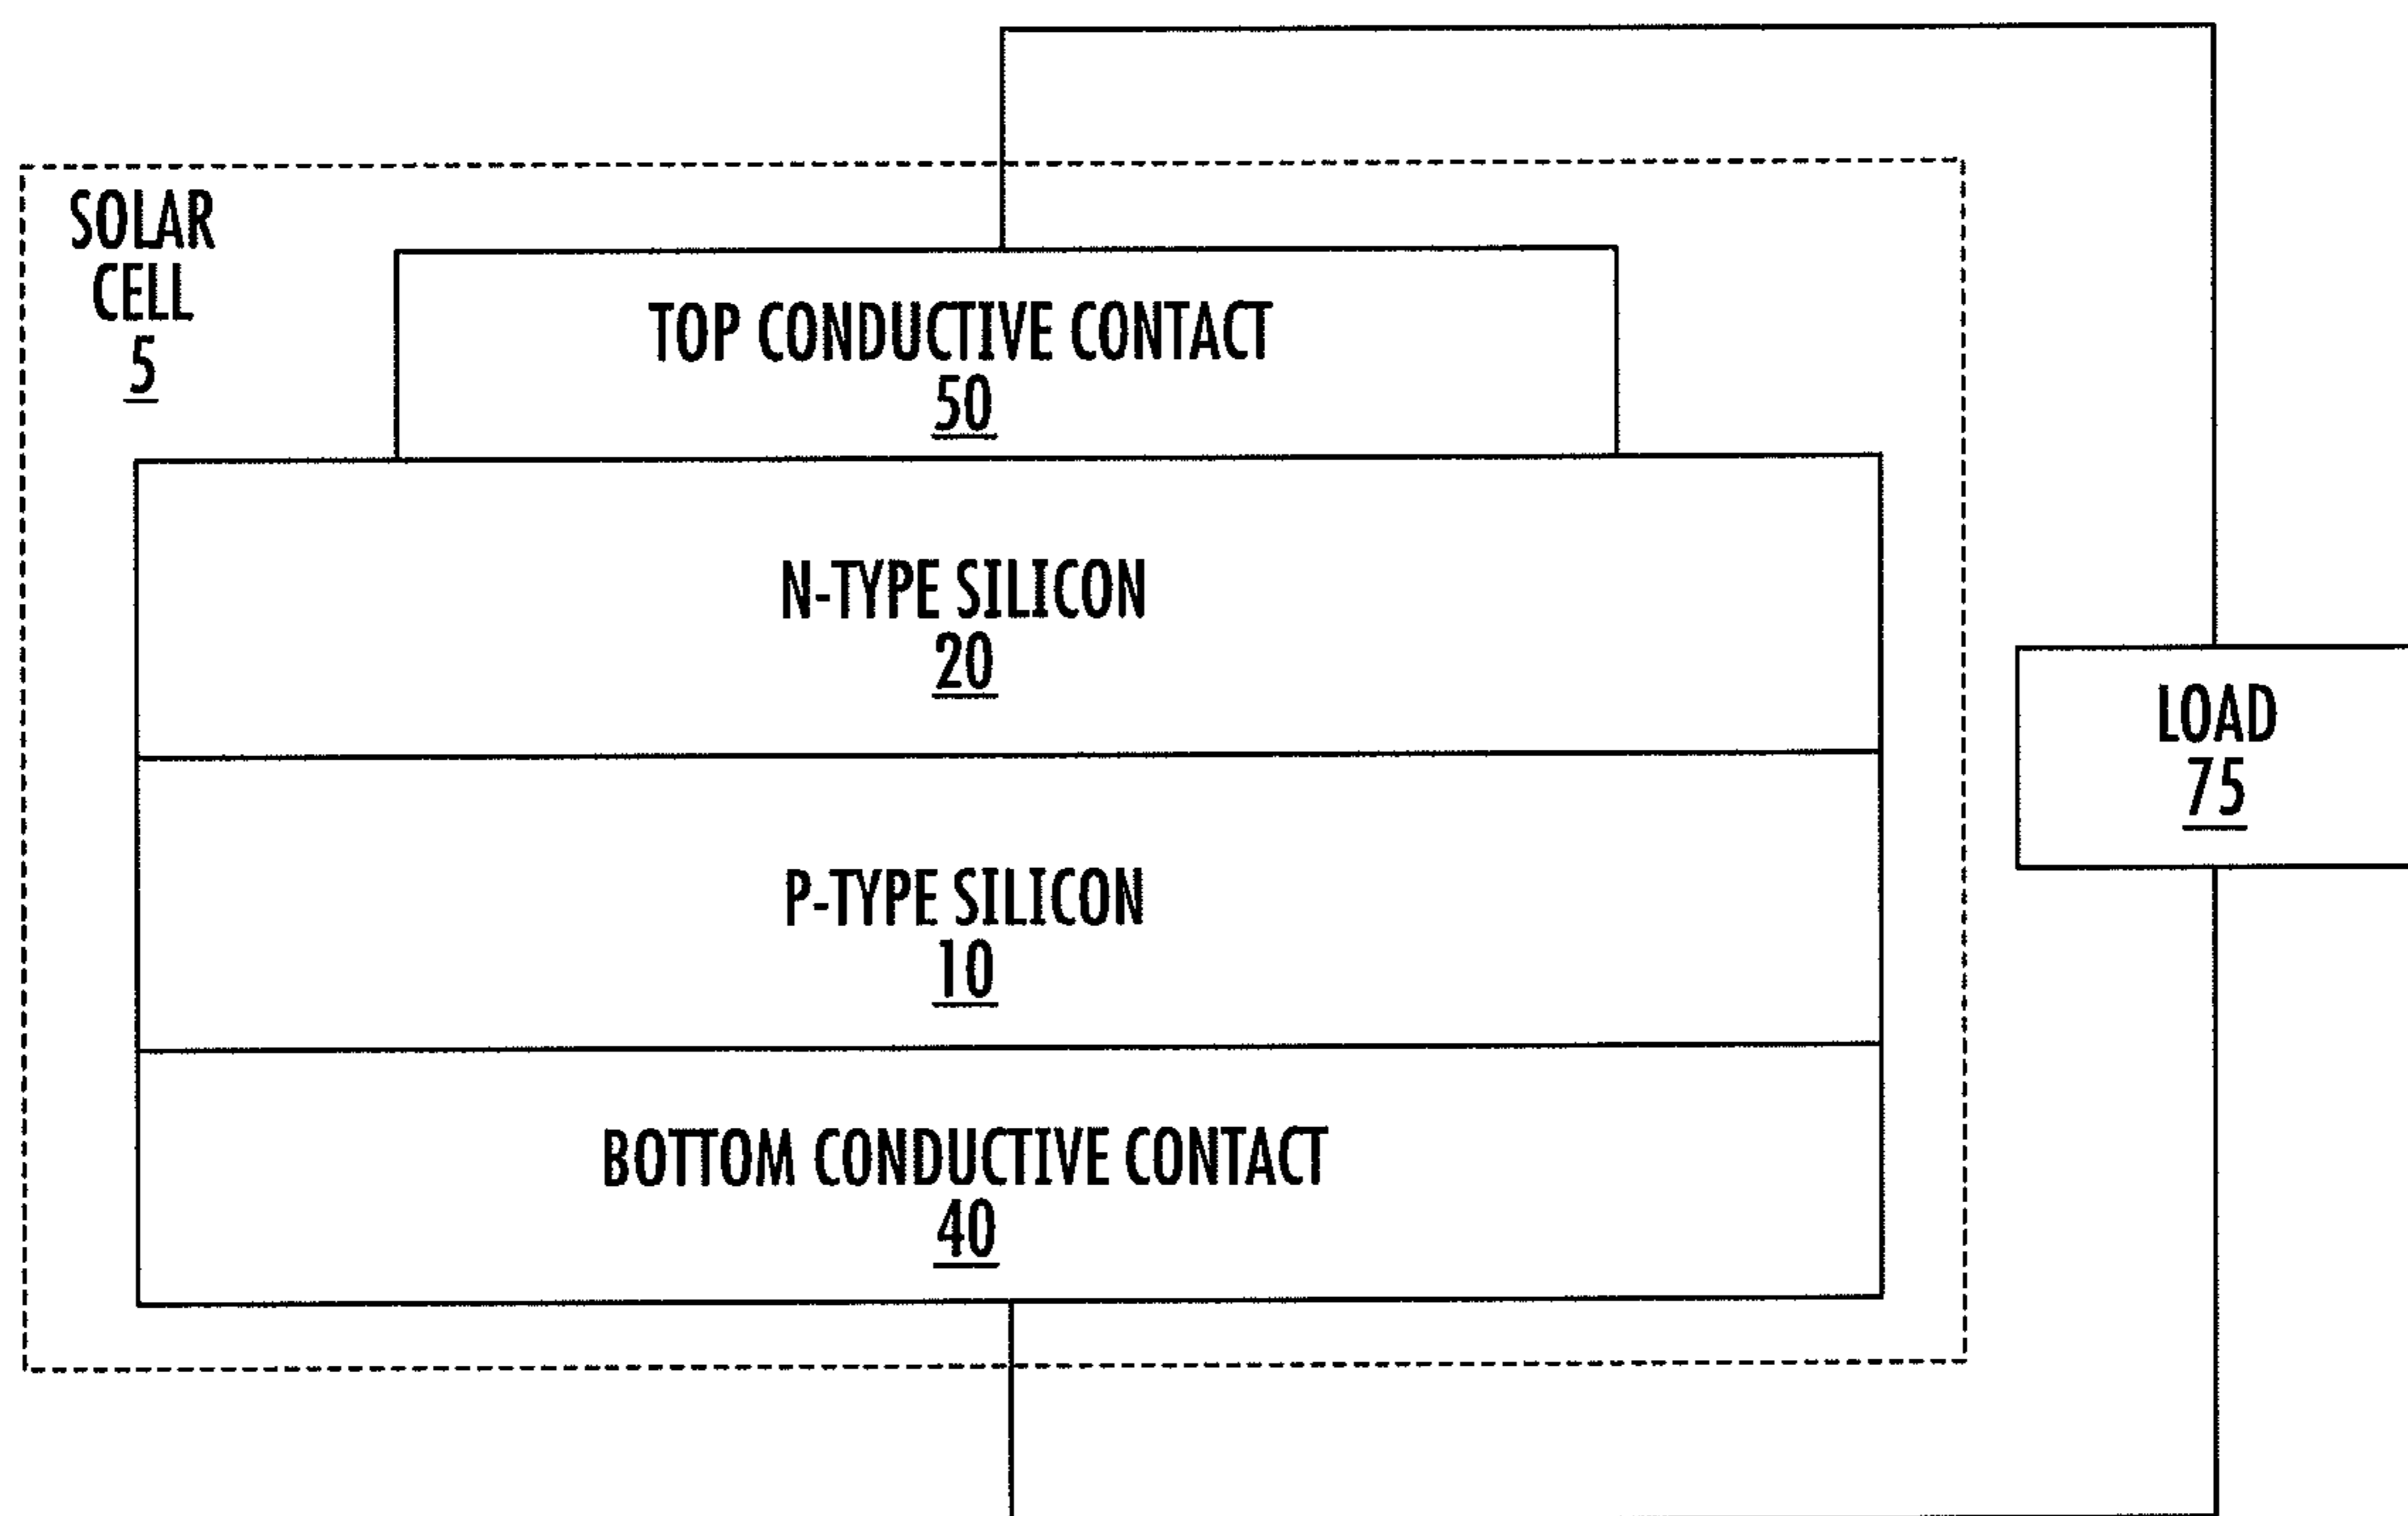 SOLAR
CELL
5
TOP CONDUCTIVE CONTACT
50
N-TYPE SILICON
20
LOAD
75
P-TYPE SILICON
10
BOTTOM CONDUCTIVE CONTACT
40